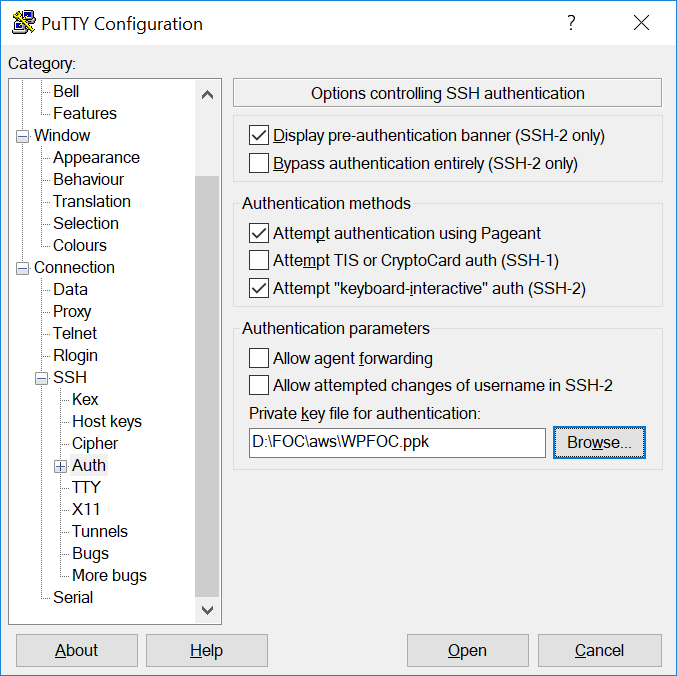 PuTTY Configuration
?
Category:
Bell
Features
Window
Appearance
Behaviour
Translation
Selection
Colours
Connection
Data
Proxy
Telnet
Rlogin
SSH
Kex
Host keys
Cipher
Auth
TTY
X11
Tunnels
Bugs
More bugs
Serial
Options controlling SSH authentication
Display pre-authentication banner (SSH-2 only)
Bypass authentication entirely (SSH-2 only)
Authentication methods
Attempt authentication using Pageant
Attempt TIS or CryptoCard auth (SSH-1)
Attempt "keyboard-interactive" auth (SSH-2)
Authentication parameters
Allow agent forwarding
Allow attempted changes of username in SSH-2
Private key file for authentication:
D:\FOC\aws\WPFOC.ppk
Browse...
About
Help
Open
Cancel